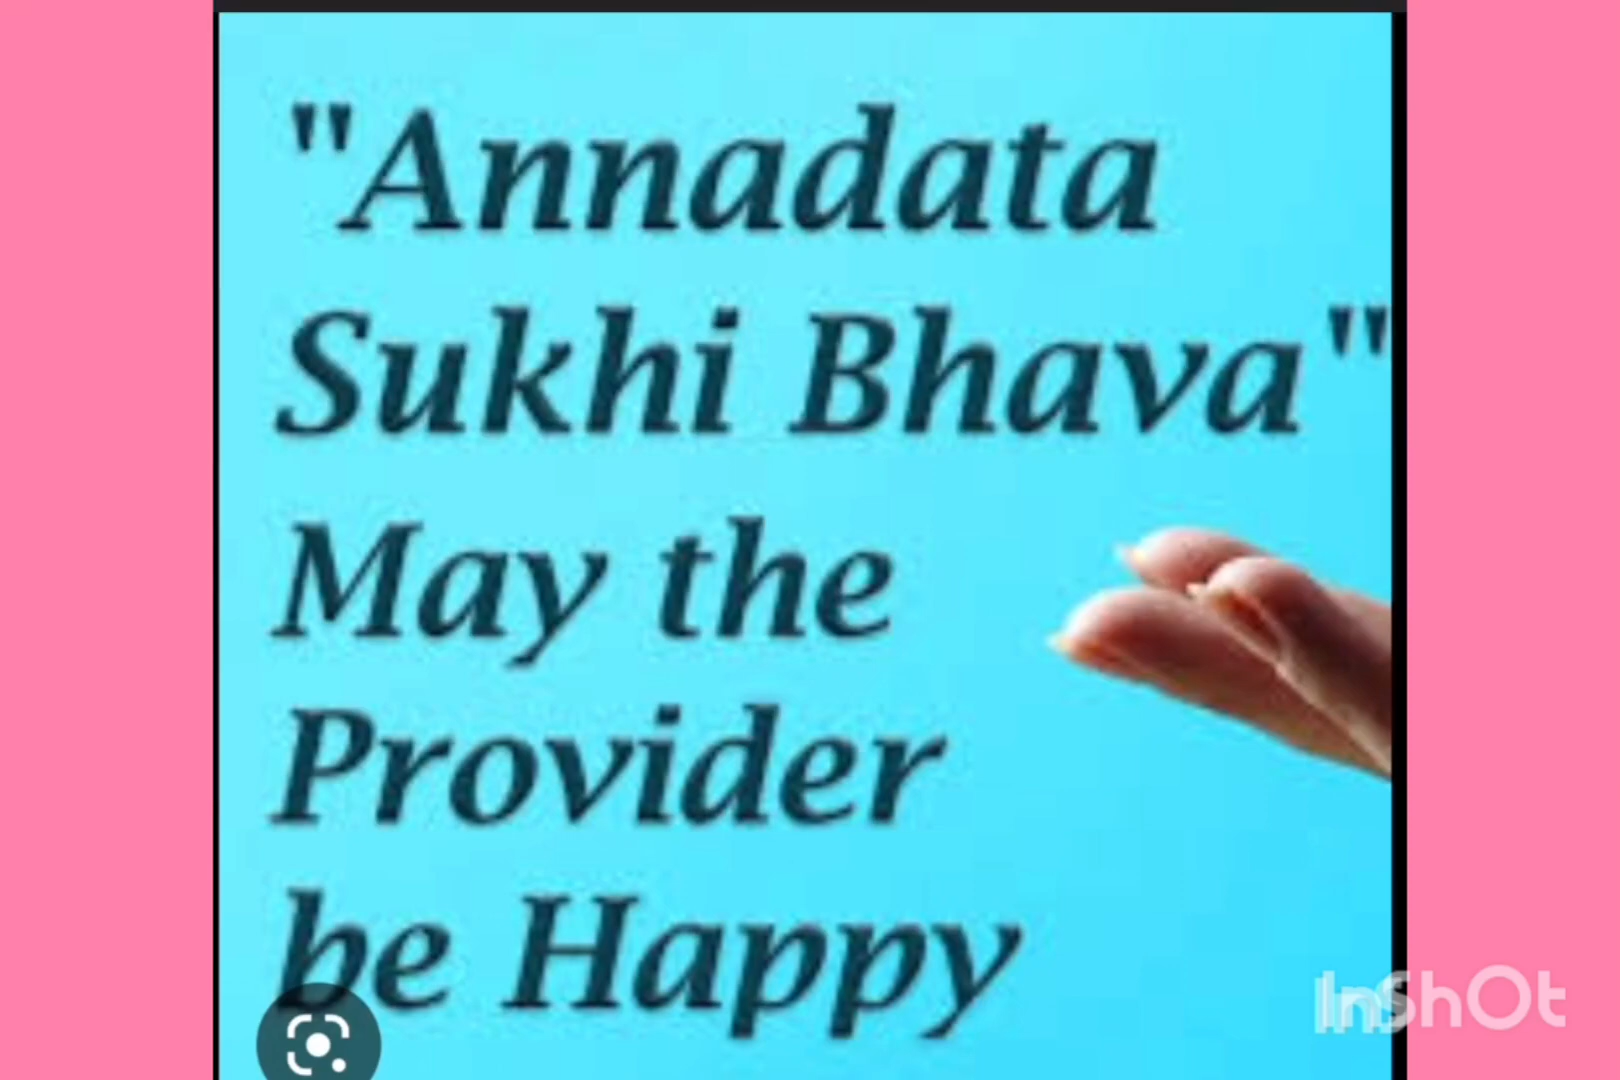 "Annadata
Sukhi Bhava"
May the
Provider
be Happy
InShOt